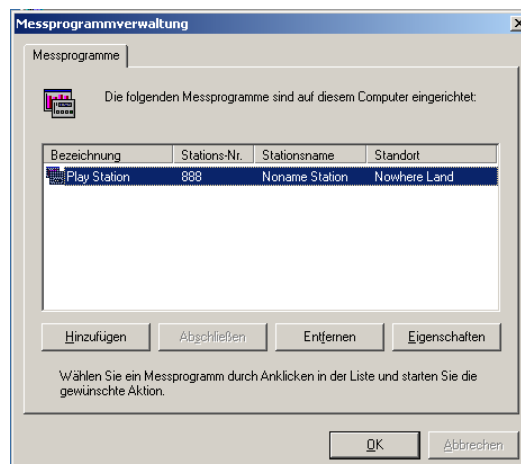 Messprogrammverwaltung
Messprogramme
Die folgenden Messprogramme sind auf diesem Computer eingerichtet:
Bezeichnung Stations-Nr. Stationsname Standort
Play Station 888 Noname Station Nowhere Land
Hinzufügen Abschließen Entfernen Eigenschaften
Wählen Sie ein Messprogramm durch Anklicken in der Liste und starten Sie die
gewünschte Aktion.
OK Abbrechen